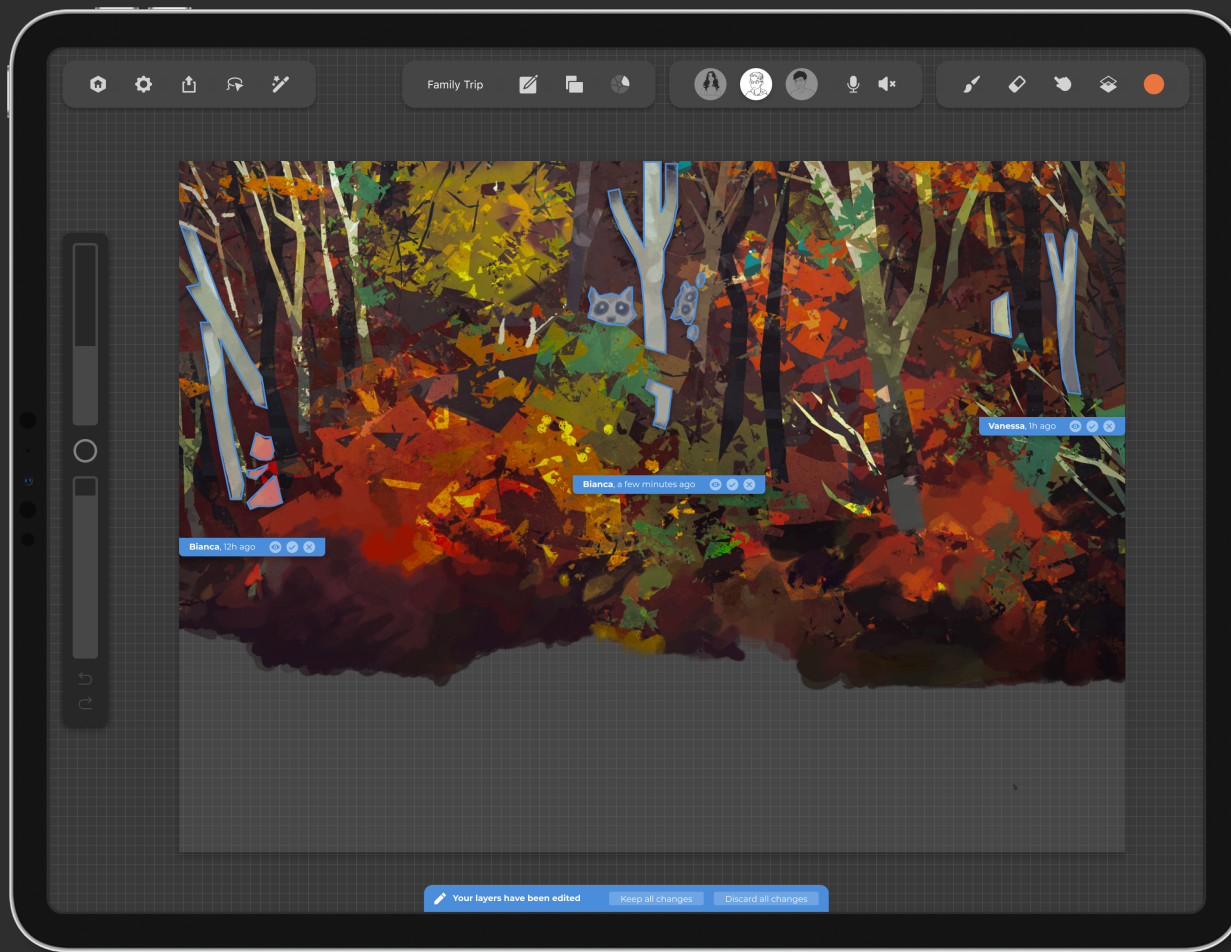 Family Trip
Vanessa, 1h ago
Bianca, a few minutes ago
Bianca, 12h ago
Your layers have been edited
Keep all changes
Discard all changes